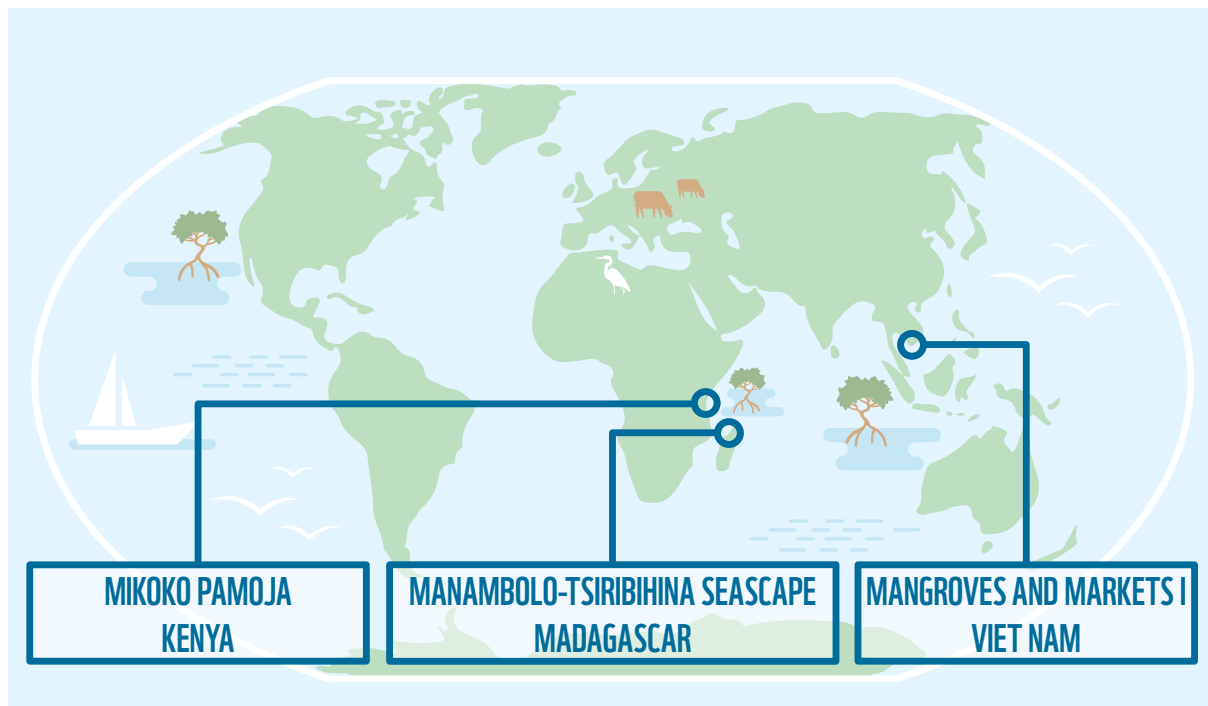 MIKOKO PAMOJA
KENYA
MANAMBOLO-TSIRIBIHINA SEASCAPE
MADAGASCAR
MANGROVES AND MARKETS I
VIET NAM